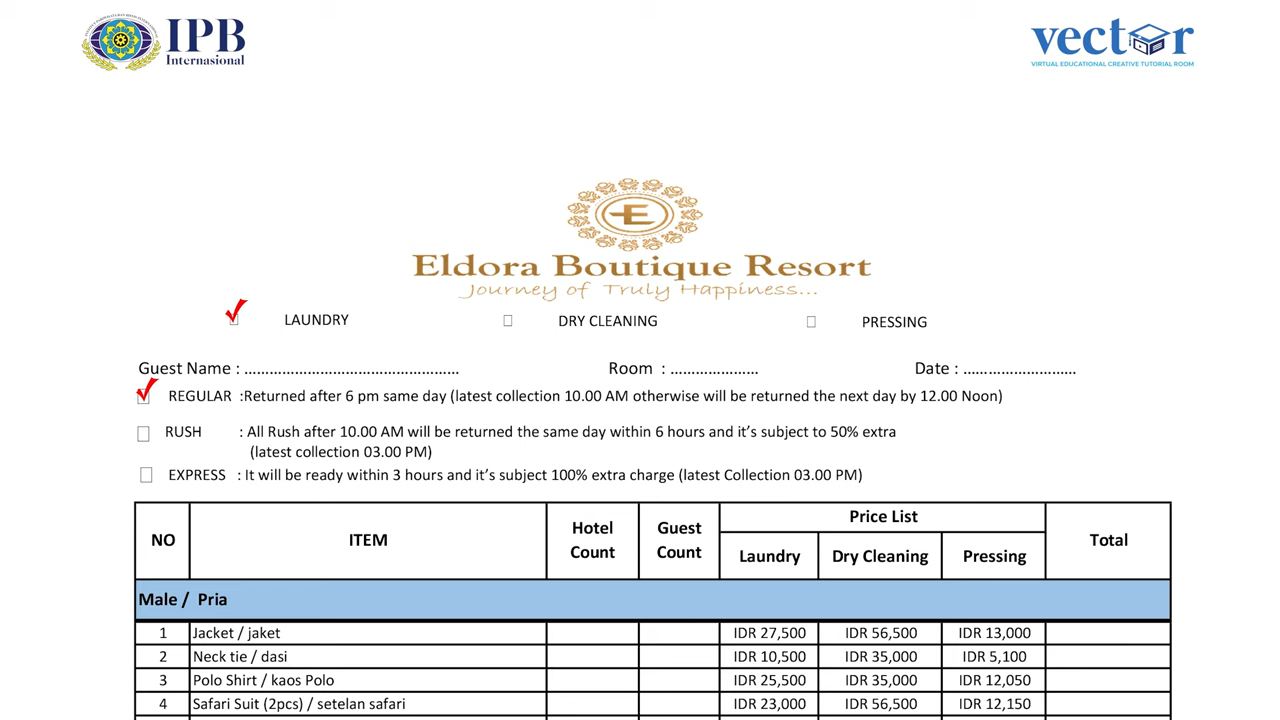 IPB
Internasional
vector
VIRTUAL EDUCATIONAL CREATIVE TUTORIAL ROOM
E
Eldora Boutique Resort
Journey of Truly Happiness...
LAUNDRY DRY CLEANING PRESSING
Guest Name : ................................................. Room : .................... Date : ..........................
REGULAR :Returned after 6 pm same day (latest collection 10.00 AM otherwise will be returned the next day by 12.00 Noon)
RUSH : All Rush after 10.00 AM will be returned the same day within 6 hours and it's subject to 50% extra
(latest collection 03.00 PM)
EXPRESS : It will be ready within 3 hours and it's subject 100% extra charge (latest Collection 03.00 PM)
NO ITEM Hotel Count Guest Count Price List Total
Laundry Dry Cleaning Pressing
Male / Pria
1 Jacket / jaket IDR 27,500 IDR 56,500 IDR 13,000
2 Neck tie / dasi IDR 10,500 IDR 35,000 IDR 5,100
3 Polo Shirt / kaos Polo IDR 25,500 IDR 35,000 IDR 12,050
4 Safari Suit (2pcs) / setelan safari IDR 23,000 IDR 56,500 IDR 12,150